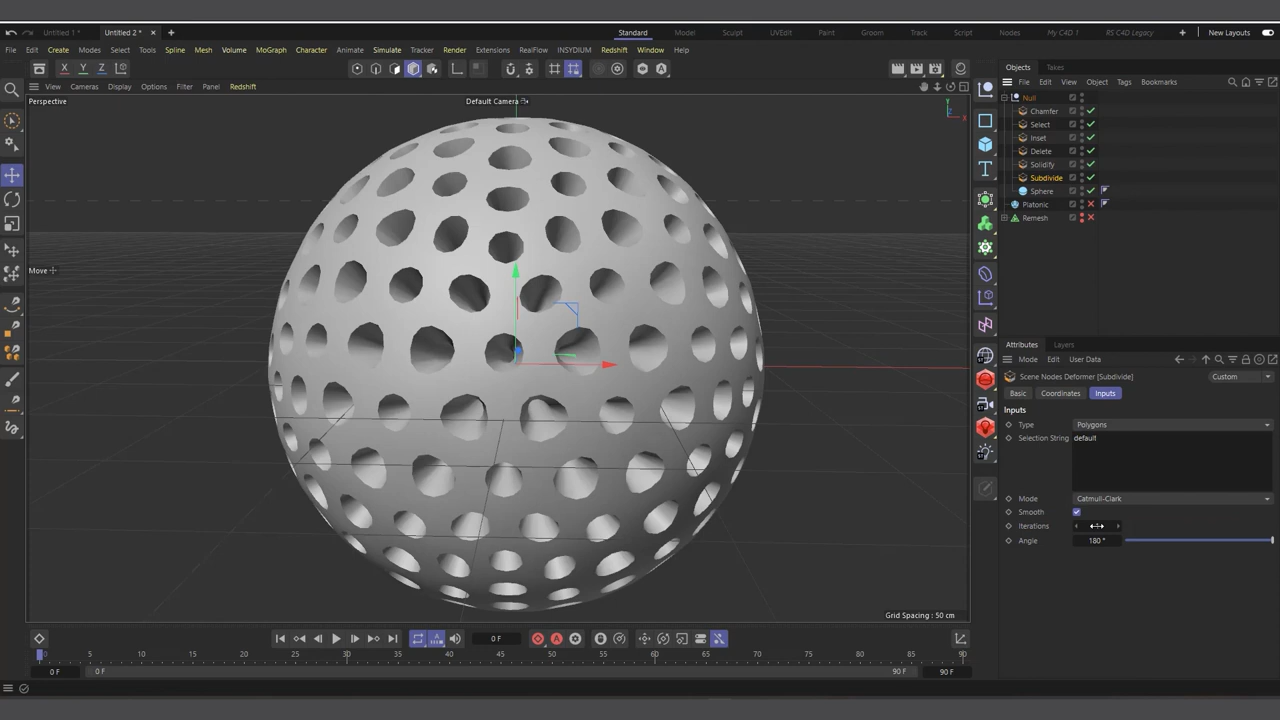 Untitled 1 *
Untitled 2 *
Standard
Model
Sculpt
UVEdit
Paint
Groom
Track
Script
Nodes
My C4D 1
RS C4D Legacy
New Layouts
File Edit Create Modes Select Tools Spline Mesh Volume MoGraph Character Animate Simulate Tracker Render Extensions RealFlow INSYDIUM Redshift Window Help
X Y Z
Objects Takes
View Cameras Display Options Filter Panel Redshift
File Edit View Object Tags Bookmarks
Perspective
Default Camera
Y
X
Null
Chamfer
Select
Inset
Delete
Solidify
Subdivide
Sphere
Platonic
Remesh
Move
Attributes Layers
Mode Edit User Data
Scene Nodes Deformer [Subdivide]
Custom
Basic Coordinates Inputs
Inputs
Type Polygons
Selection String default
Mode Catmull-Clark
Smooth
Iterations
Angle 180 °
Grid Spacing : 50 cm
0 F
0 5 10 15 20 25 30 35 40 45 50 55 60 65 70 75 80 85 90
0 F 0 F 90 F 90 F